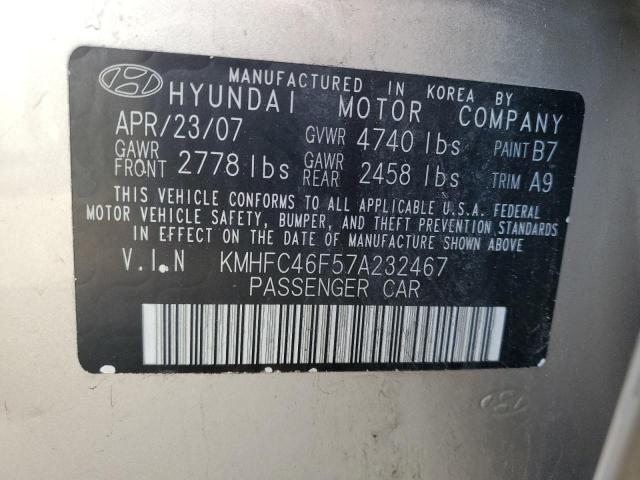 MANUFACTURED IN KOREA BY
HYUNDAI MOTOR COMPANY
APR/23/07 GVWR 4740 lbs PAINT B7
GAWR FRONT 2778 lbs GAWR REAR 2458 lbs TRIM A9
THIS VEHICLE CONFORMS TO ALL APPLICABLE U.S.A. FEDERAL
MOTOR VEHICLE SAFETY, BUMPER, AND THEFT PREVENTION STANDARDS
IN EFFECT ON THE DATE OF MANUFACTURE SHOWN ABOVE.
V.I.N KMHFC46F57A232467
PASSENGER CAR